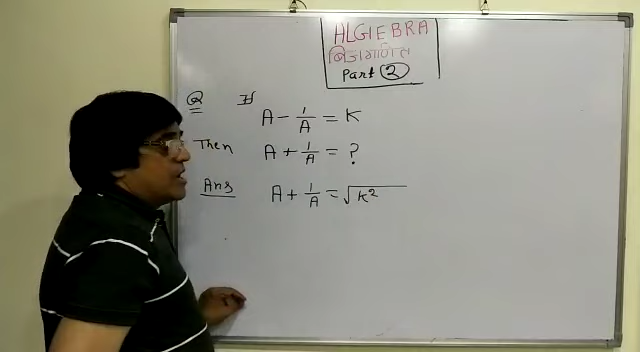 ALGIEBRA
बिजगणित
Part 2
Q If
A - 1/A = K
Then A + 1/A = ?
Ans A + 1/A = √K²